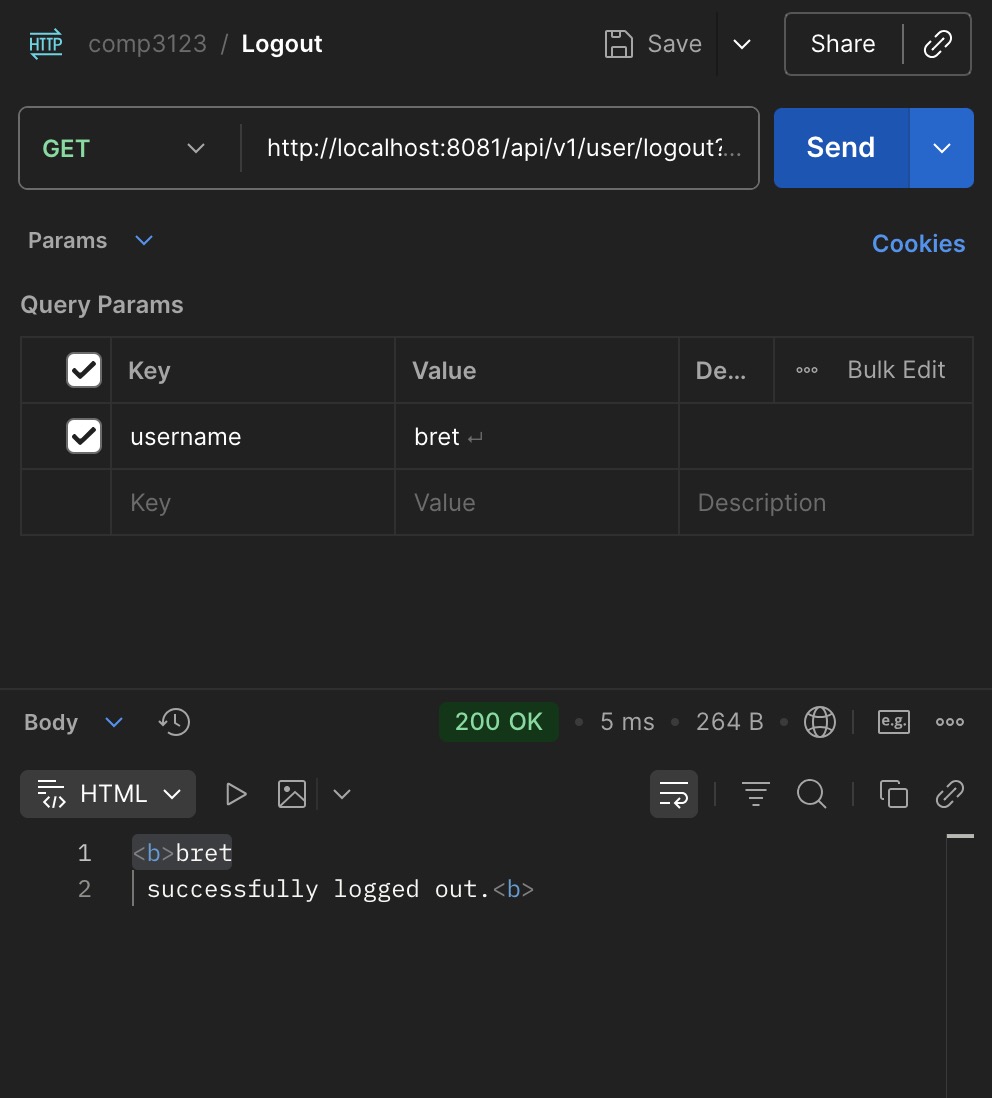 HTTP comp3123 / Logout Save Share
GET http://localhost:8081/api/v1/user/logout?... Send
Params Cookies
Query Params
Key Value De... Bulk Edit
username bret ↵
Key Value Description
Body 200 OK • 5 ms • 264 B • e.g.
HTML
1 <b>bret
2 successfully logged out.<b>